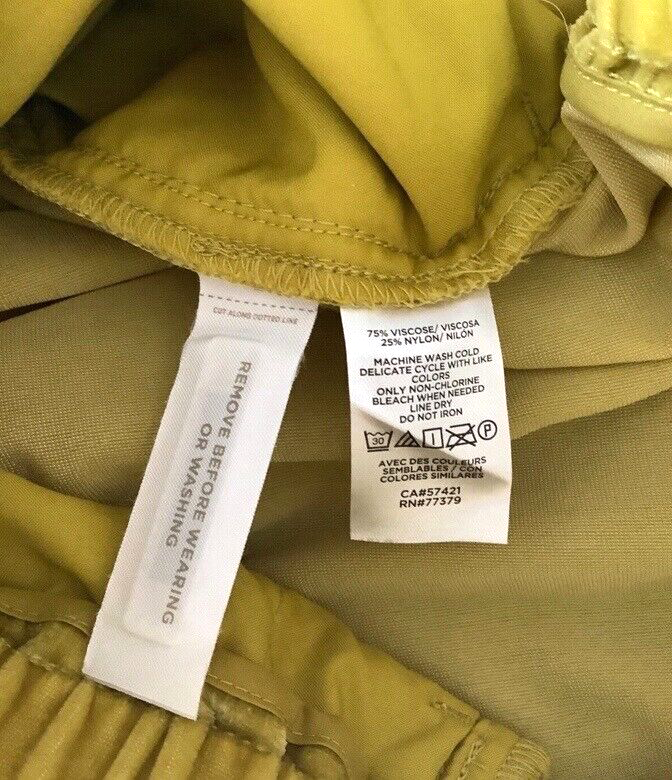 CUT ALONG DOTTED LINE
REMOVE BEFORE WEARING
OR WASHING
75% VISCOSE/ VISCOSA
25% NYLON/ NILÓN
MACHINE WASH COLD
DELICATE CYCLE WITH LIKE
COLORS
ONLY NON-CHLORINE
BLEACH WHEN NEEDED
LINE DRY
DO NOT IRON
30 P
AVEC DES COULEURS
SEMBLABLES / CON
COLORES SIMILARES
CA#57421
RN#77379